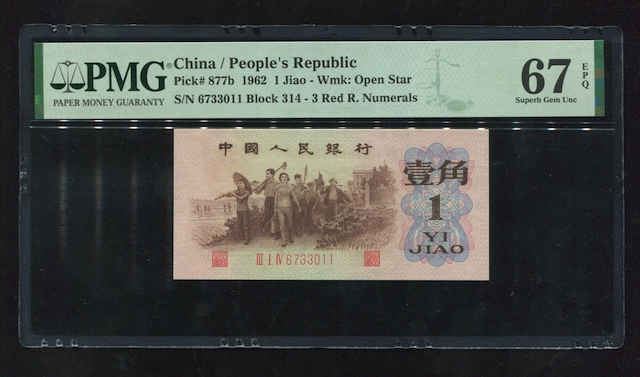 PMG
PAPER MONEY GUARANTY
China / People's Republic
Pick# 877b 1962 1 Jiao - Wmk: Open Star
S/N 6733011 Block 314 - 3 Red R. Numerals
67 EPQ
Superb Gem Unc
中國人民銀行
壹角
1
YI
JIAO
III I IV 6733011